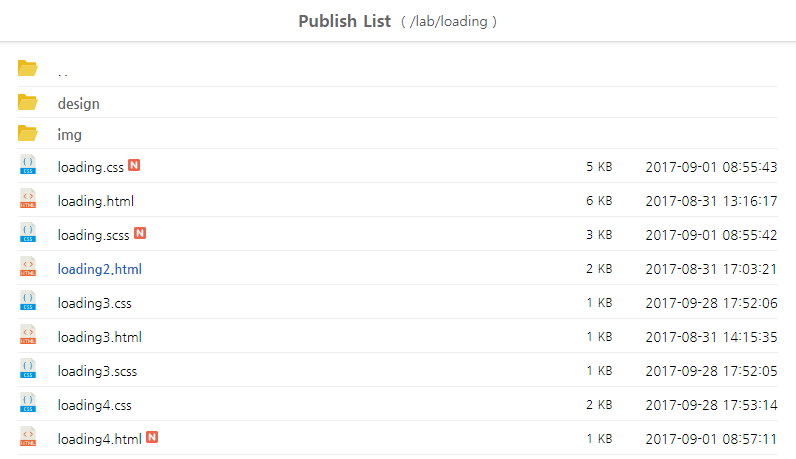 Publish List ( /lab/loading )
..
design
img
CSS loading.css N 5 KB 2017-09-01 08:55:43
HTML loading.html 6 KB 2017-08-31 13:16:17
CSS loading.scss N 3 KB 2017-09-01 08:55:42
HTML loading2.html 2 KB 2017-08-31 17:03:21
CSS loading3.css 1 KB 2017-09-28 17:52:06
HTML loading3.html 1 KB 2017-08-31 14:15:35
CSS loading3.scss 1 KB 2017-09-28 17:52:05
CSS loading4.css 2 KB 2017-09-28 17:53:14
HTML loading4.html N 1 KB 2017-09-01 08:57:11